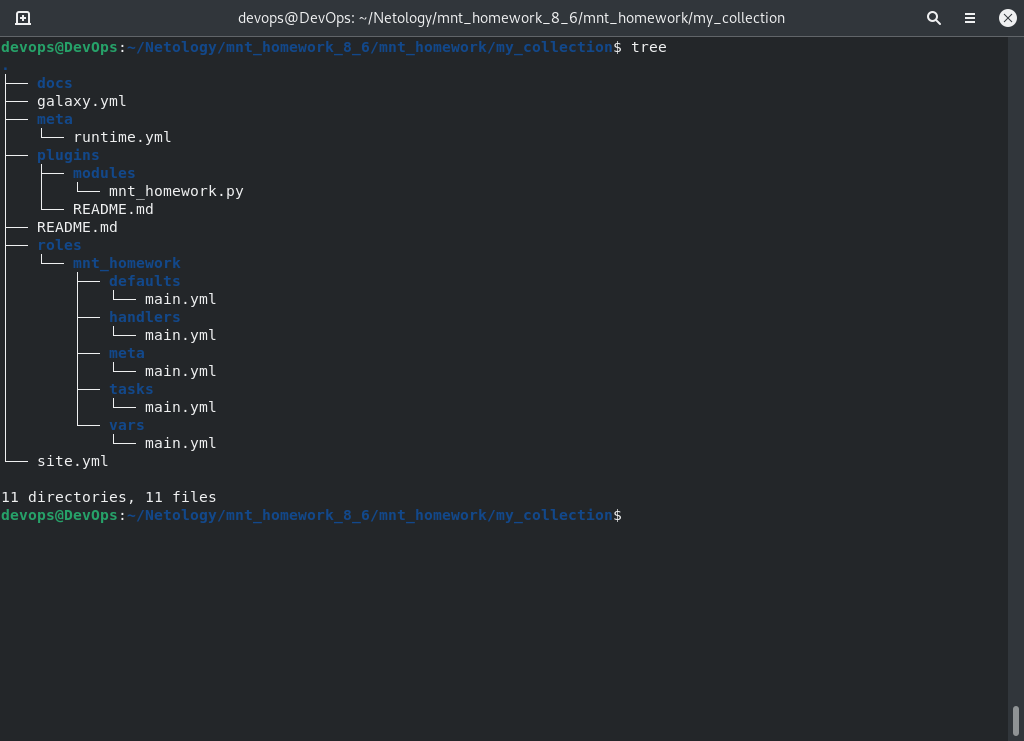 devops@DevOps: ~/Netology/mnt_homework_8_6/mnt_homework/my_collection
devops@DevOps:~/Netology/mnt_homework_8_6/mnt_homework/my_collection$ tree
.
├── docs
├── galaxy.yml
├── meta
│   └── runtime.yml
├── plugins
│   ├── modules
│   │   └── mnt_homework.py
│   └── README.md
├── README.md
├── roles
│   └── mnt_homework
│       ├── defaults
│       │   └── main.yml
│       ├── handlers
│       │   └── main.yml
│       ├── meta
│       │   └── main.yml
│       ├── tasks
│       │   └── main.yml
│       └── vars
│           └── main.yml
└── site.yml

11 directories, 11 files
devops@DevOps:~/Netology/mnt_homework_8_6/mnt_homework/my_collection$